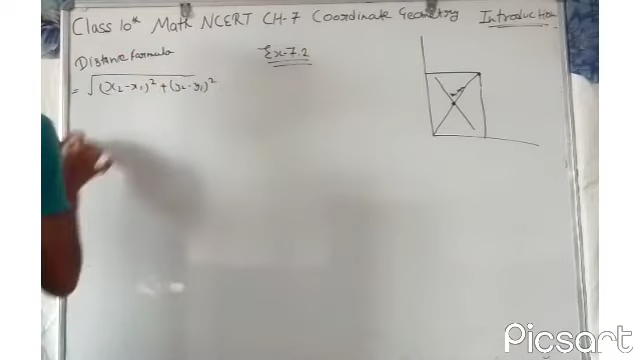 Class 10th Math NCERT CH-7 Coordinate Geometry Introduction
Distance formula
Ex-7.2
= √(x₂-x₁)² + (y₂-y₁)²
Picsart